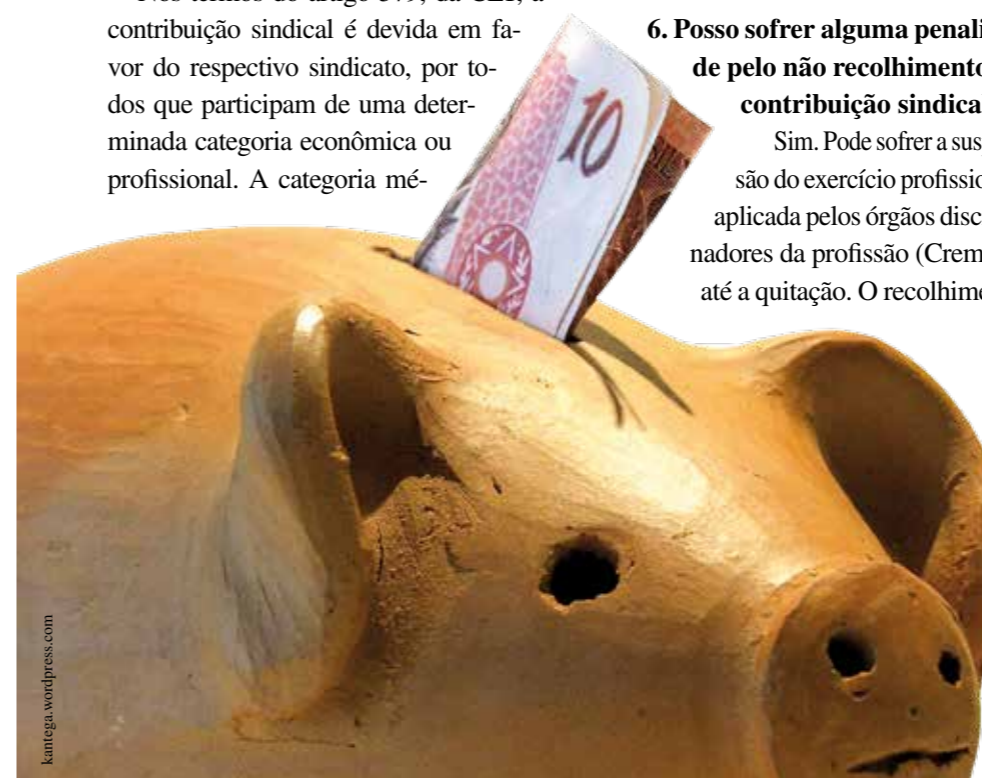 contribuição sindical é devida em fa-
vor do respectivo sindicato, por to-
dos que participam de uma deter-
minada categoria econômica ou
profissional. A categoria mé-
6. Posso sofrer alguma penali
de pelo não recolhimento
contribuição sindica
Sim. Pode sofrer a sus
são do exercício profissio
aplicada pelos órgãos disc
nadores da profissão (Crem
até a quitação. O recolhime
10
kantega.wordpress.com